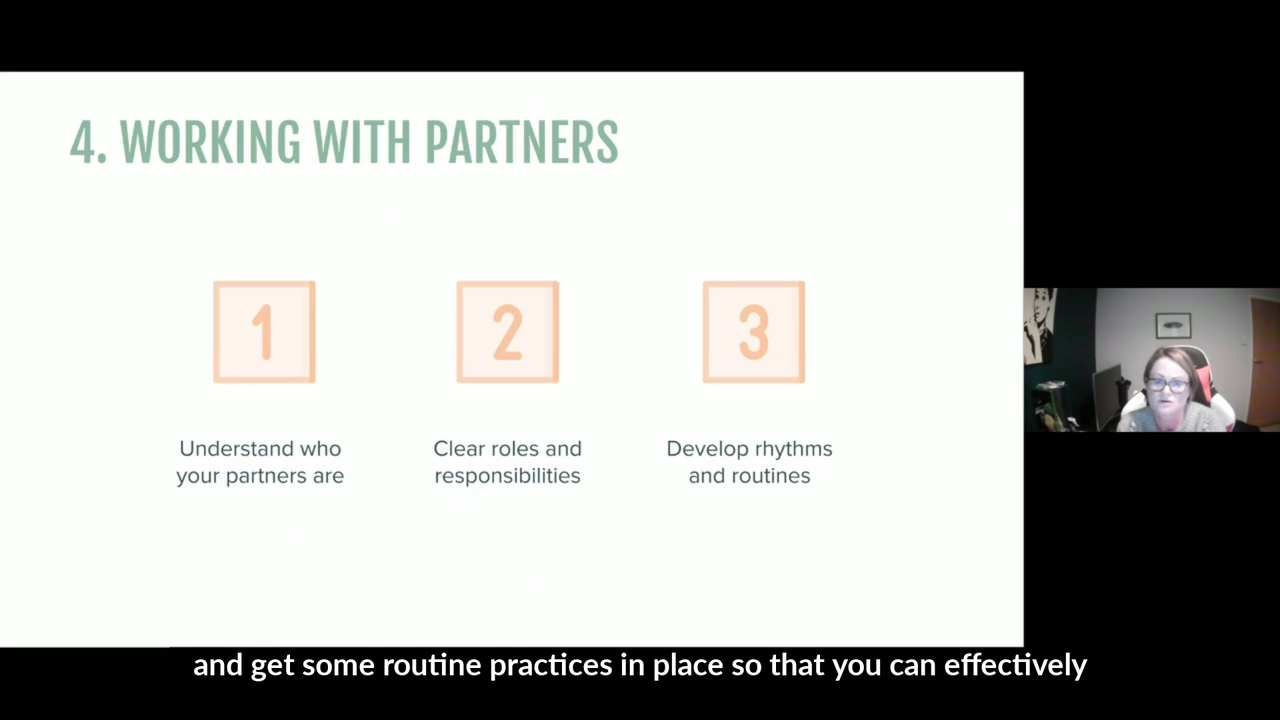 4. WORKING WITH PARTNERS
1
2
3
Understand who
your partners are
Clear roles and
responsibilities
Develop rhythms
and routines
and get some routine practices in place so that you can effectively